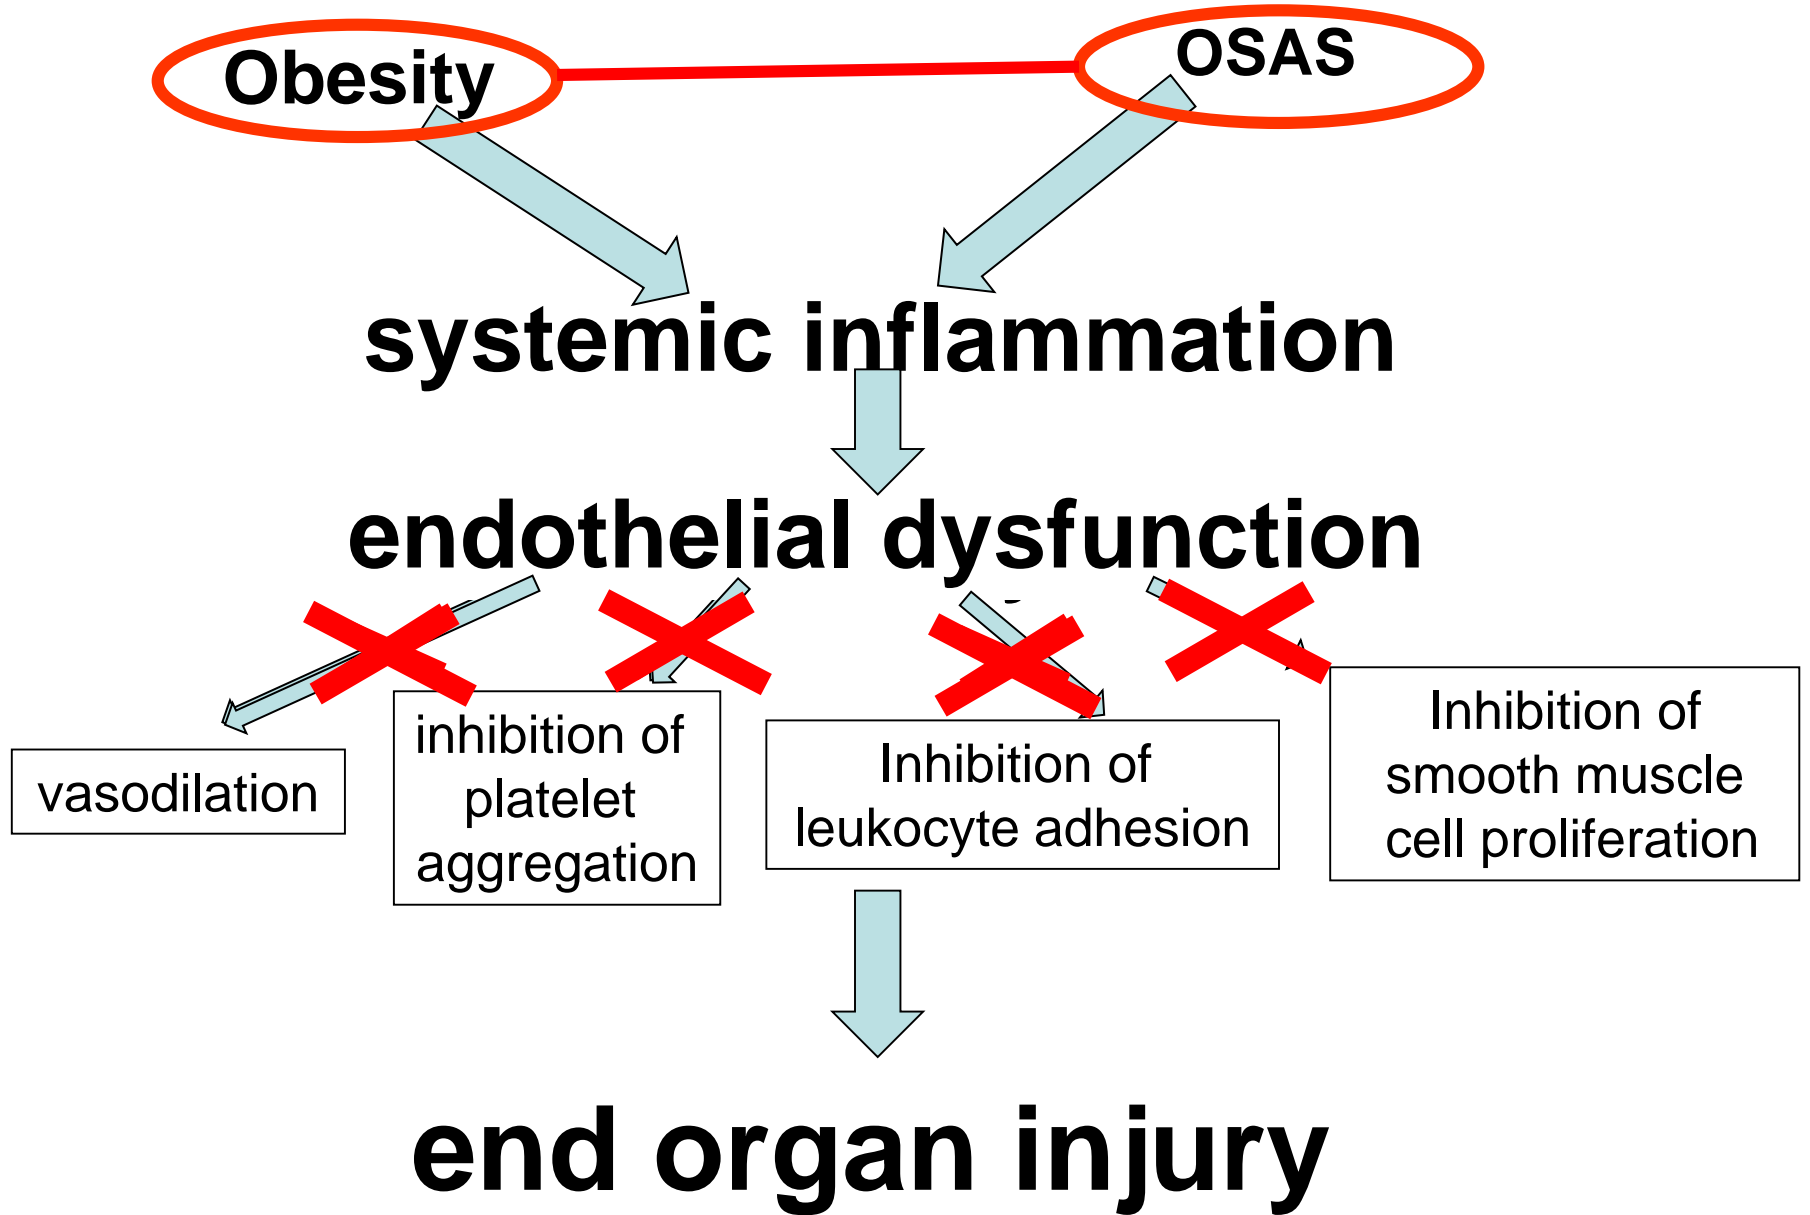 Obesity
OSAS
systemic inflammation
endothelial dysfunction
vasodilation
inhibition of
platelet
aggregation
Inhibition of
leukocyte adhesion
Inhibition of
smooth muscle
cell proliferation
end organ injury